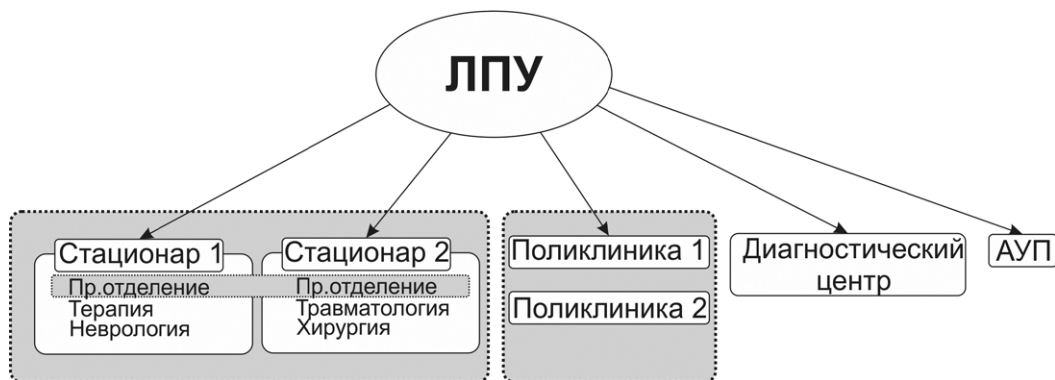 ЛПУ
Стационар 1
Пр.отделение
Терапия
Неврология
Стационар 2
Пр.отделение
Травматология
Хирургия
Поликлиника 1
Поликлиника 2
Диагностический
центр
АУП